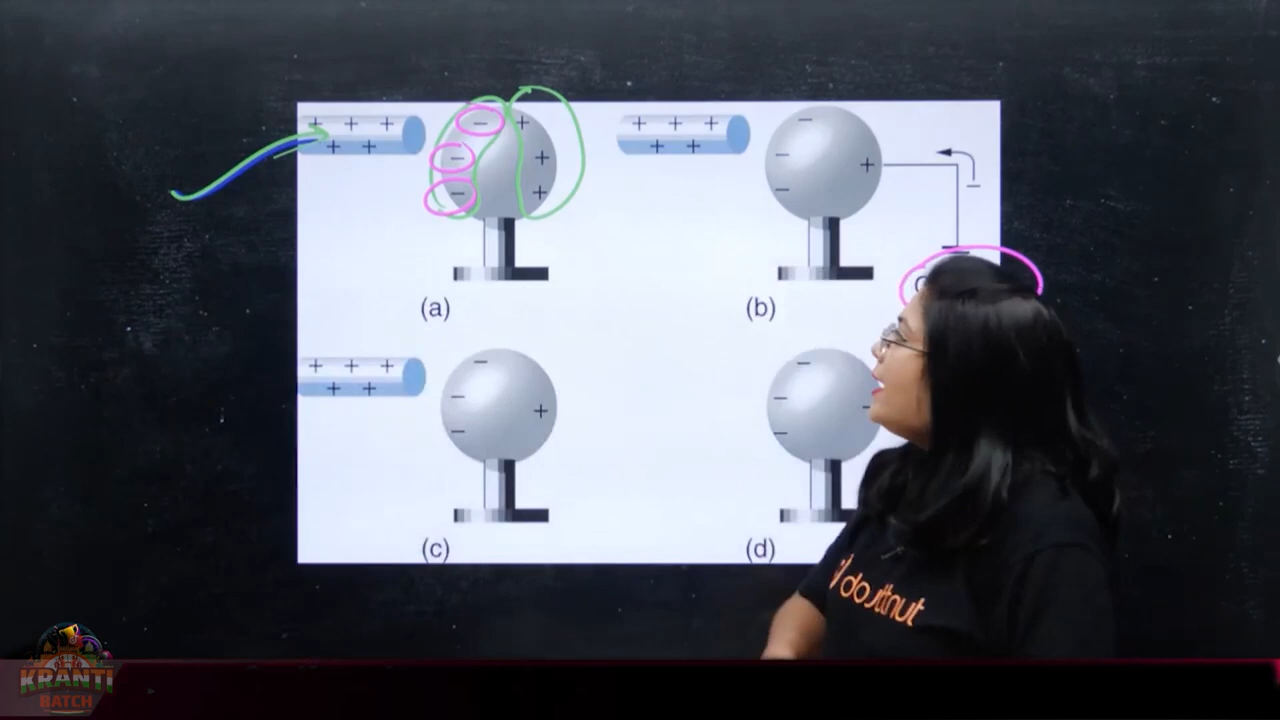 + + +
+ +
− +
− +
− +
(a)
+ + +
+ +
−
− +
−
−
(b)
+ + +
+ +
−
− +
−
(c)
−
−
−
(d)
doubtnut
KRANTI
BATCH